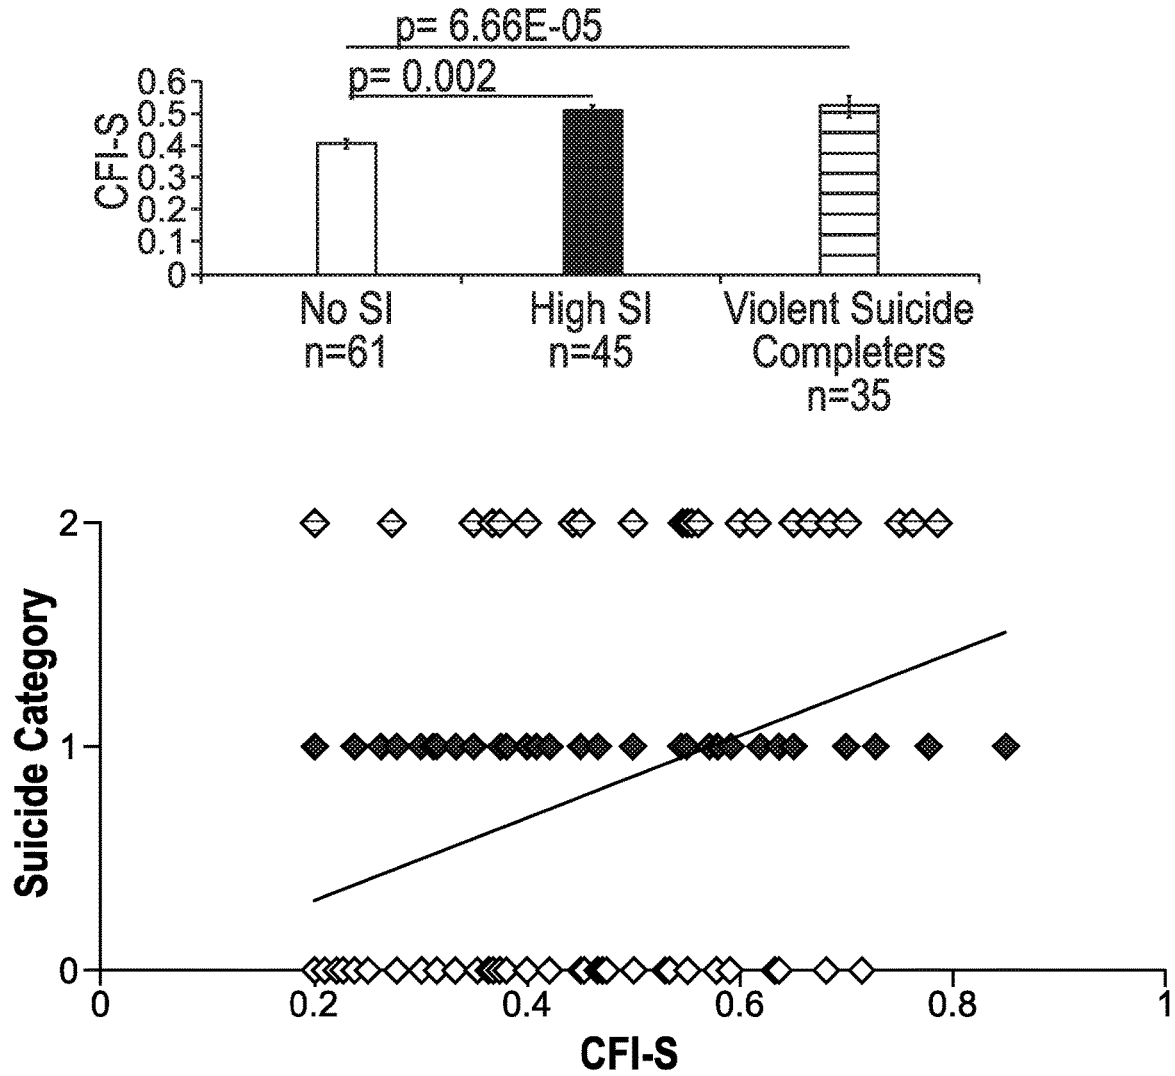 p= 6.66E-05
p= 0.002
CFI-S
0.6
0.5
0.4
0.3
0.2
0.1
0
No SI
n=61
High SI
n=45
Violent Suicide
Completers
n=35
Suicide Category
2
1
0
0 0.2 0.4 0.6 0.8 1
CFI-S